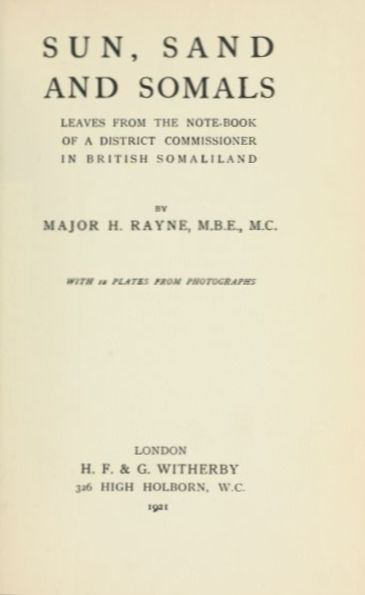 SUN, SAND
AND SOMALS
LEAVES FROM THE NOTE-BOOK
OF A DISTRICT COMMISSIONER
IN BRITISH SOMALILAND
BY
MAJOR H. RAYNE, M.B.E., M.C.
WITH 12 PLATES FROM PHOTOGRAPHS
LONDON
H. F. & G. WITHERBY
326 HIGH HOLBORN, W.C.
1921